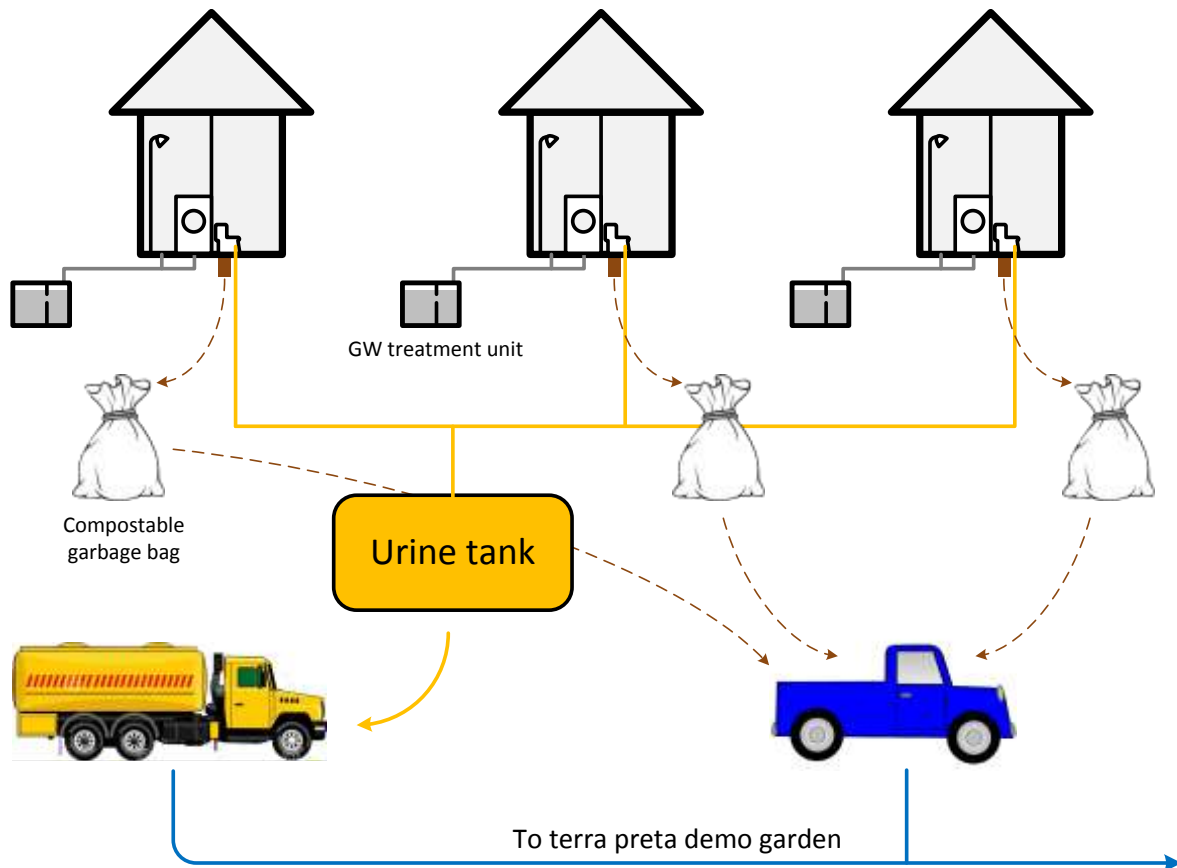 GW treatment unit
Compostable
garbage bag
Urine tank
To terra preta demo garden